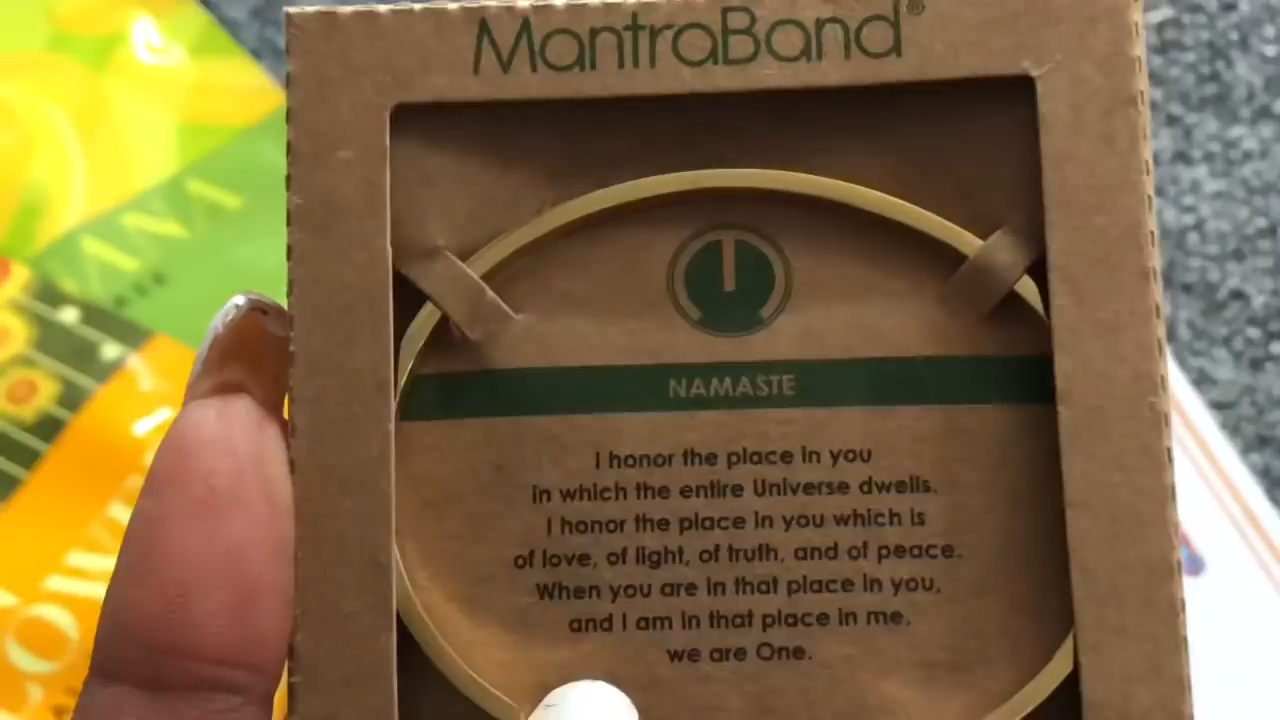 MantraBand®
NAMASTE
I honor the place in you
in which the entire Universe dwells.
I honor the place in you which is
of love, of light, of truth, and of peace.
When you are in that place in you,
and I am in that place in me,
we are One.